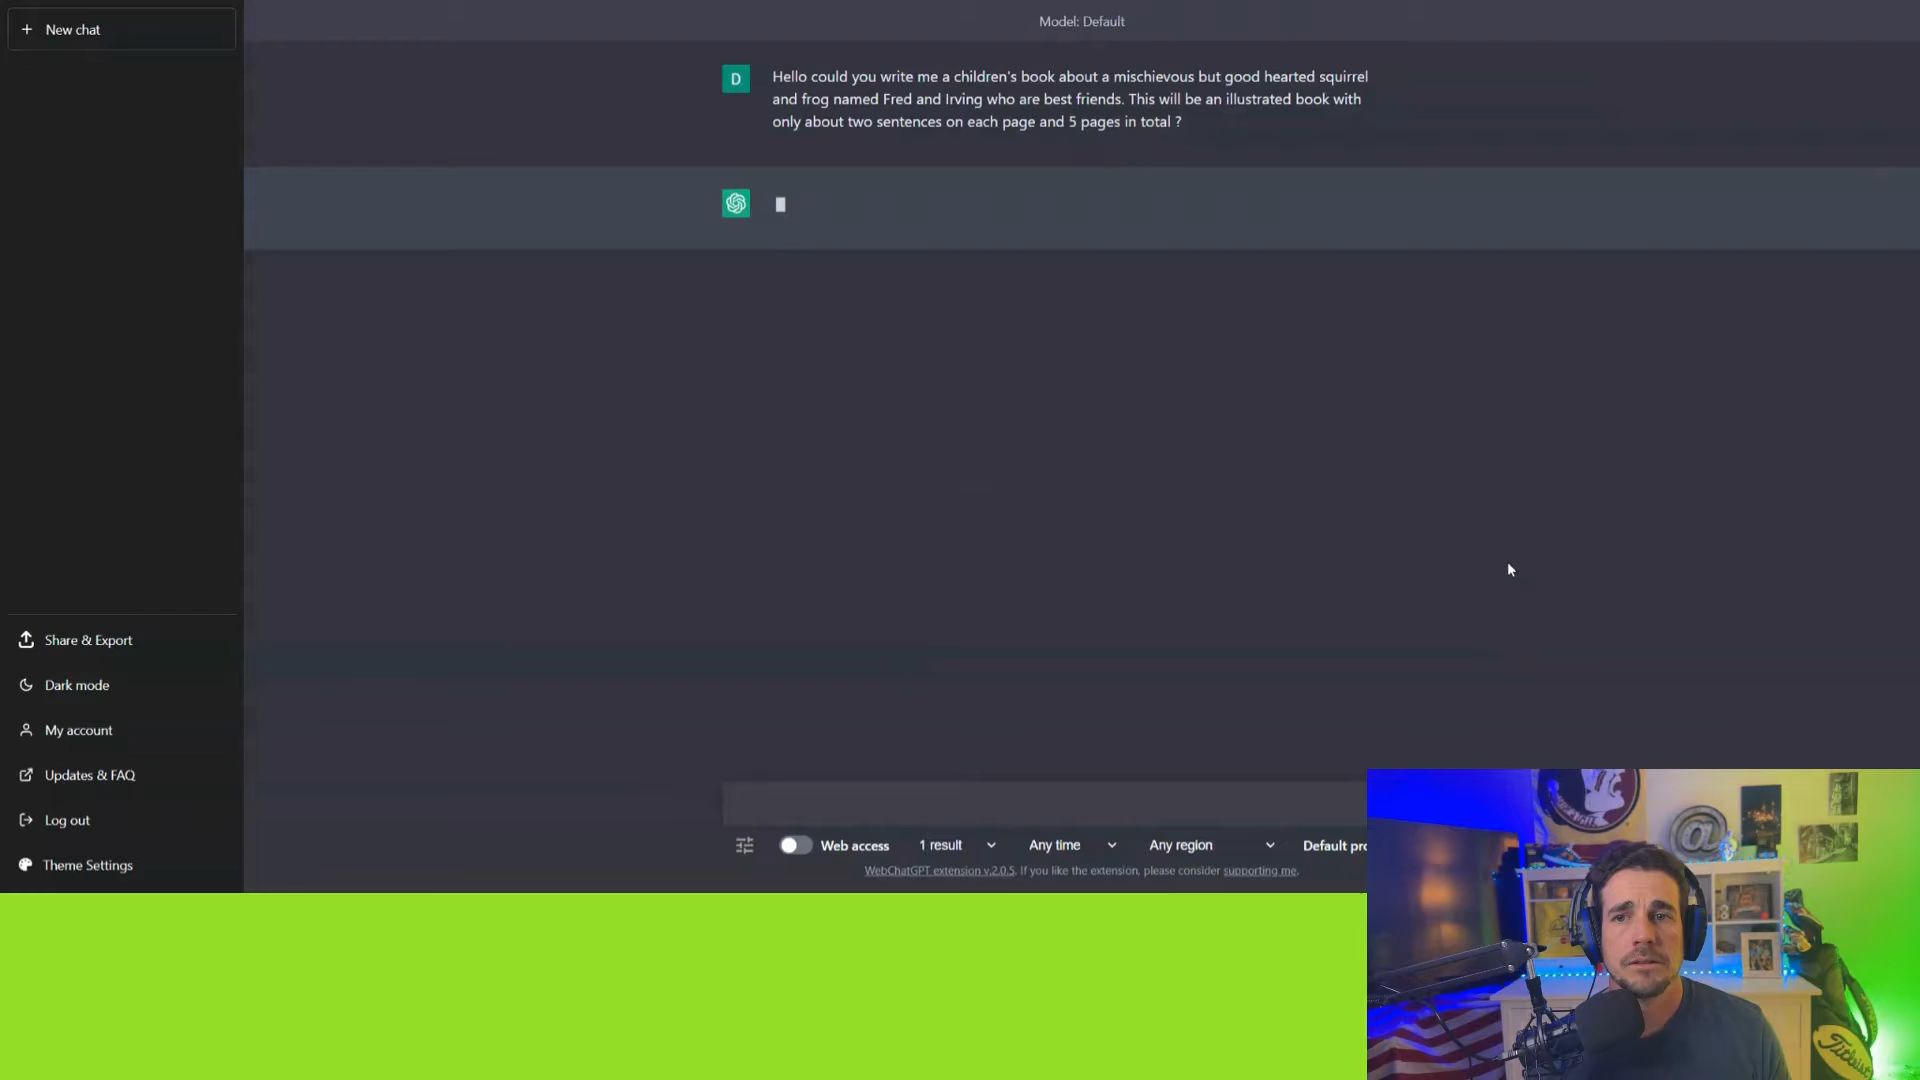 New chat
Model: Default
D
Hello could you write me a children's book about a mischievous but good hearted squirrel
and frog named Fred and Irving who are best friends. This will be an illustrated book with
only about two sentences on each page and 5 pages in total ?
Share & Export
Dark mode
My account
Updates & FAQ
Log out
Theme Settings
Web access
1 result
Any time
Any region
Default pro
WebChatGPT extension v.2.0.5. If you like the extension, please consider supporting me.
@
Titleist